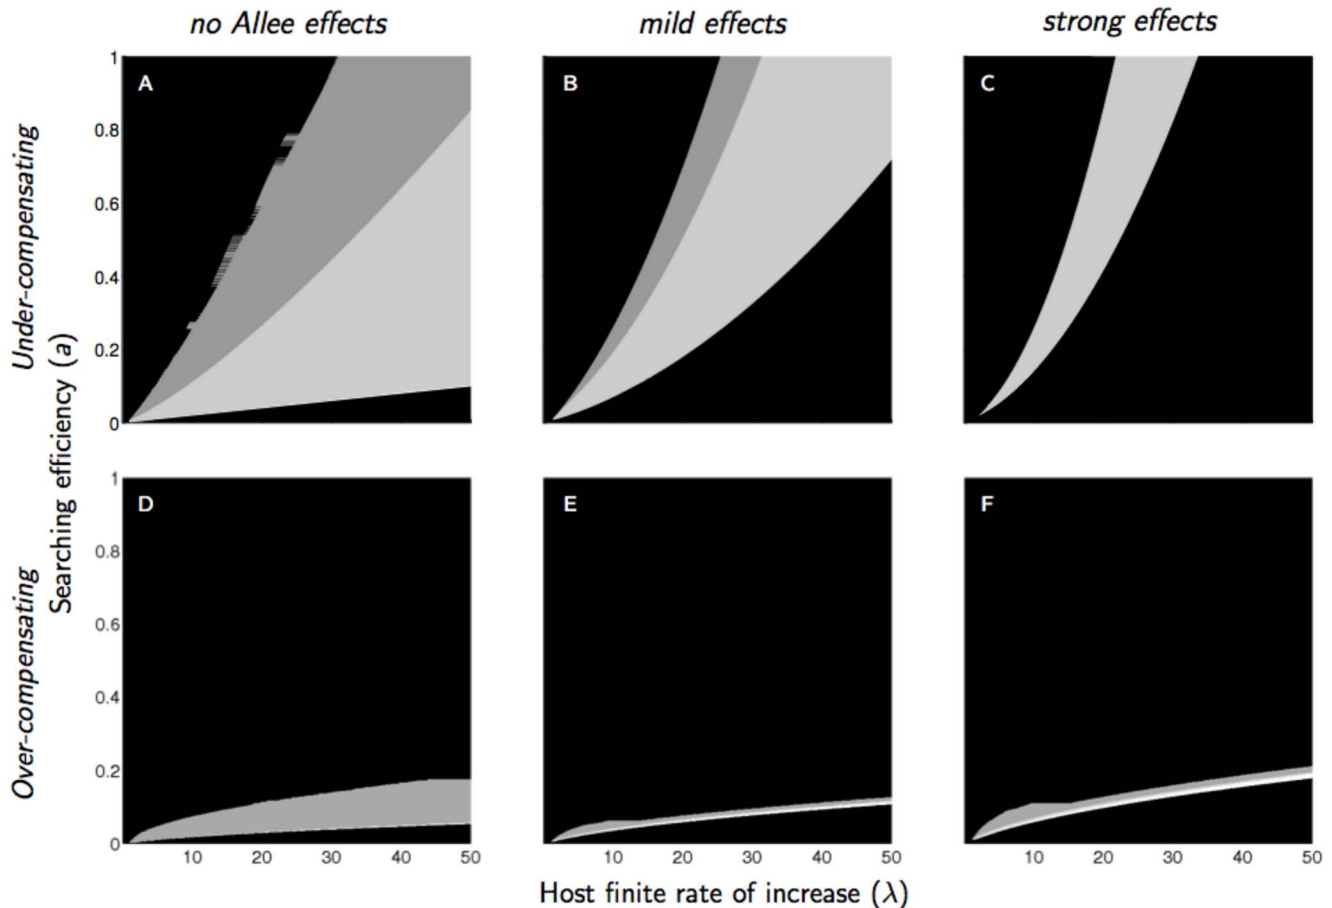 no Allee effects
mild effects
strong effects
Under-compensating
Over-compensating
Searching efficiency (a)
A
1
0.8
0.6
0.4
0.2
0
B
C
D
1
0.8
0.6
0.4
0.2
0
10 20 30 40 50
E
10 20 30 40 50
F
10 20 30 40 50
Host finite rate of increase (λ)